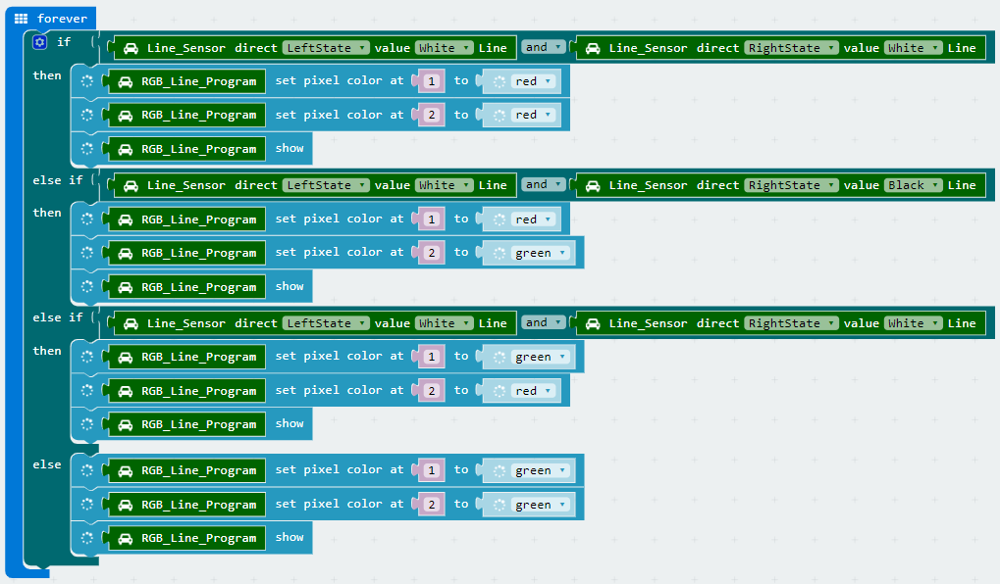 forever
if Line_Sensor direct LeftState value White Line and Line_Sensor direct RightState value White Line
then RGB_Line_Program set pixel color at 1 to red
RGB_Line_Program set pixel color at 2 to red
RGB_Line_Program show
else if Line_Sensor direct LeftState value White Line and Line_Sensor direct RightState value Black Line
then RGB_Line_Program set pixel color at 1 to red
RGB_Line_Program set pixel color at 2 to green
RGB_Line_Program show
else if Line_Sensor direct LeftState value White Line and Line_Sensor direct RightState value White Line
then RGB_Line_Program set pixel color at 1 to green
RGB_Line_Program set pixel color at 2 to red
RGB_Line_Program show
else RGB_Line_Program set pixel color at 1 to green
RGB_Line_Program set pixel color at 2 to green
RGB_Line_Program show